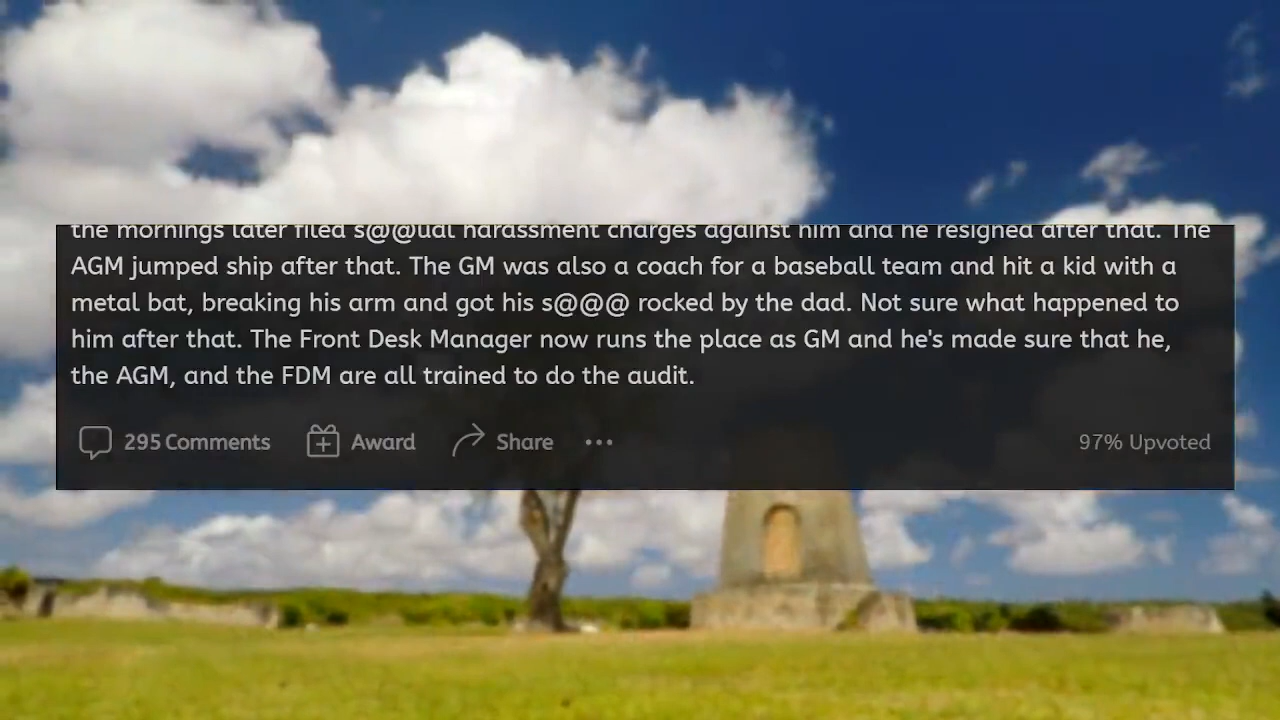 the mornings later filed s@@ual harassment charges against him and he resigned after that. The
AGM jumped ship after that. The GM was also a coach for a baseball team and hit a kid with a
metal bat, breaking his arm and got his s@@@ rocked by the dad. Not sure what happened to
him after that. The Front Desk Manager now runs the place as GM and he's made sure that he,
the AGM, and the FDM are all trained to do the audit.
295 Comments Award Share ••• 97% Upvoted